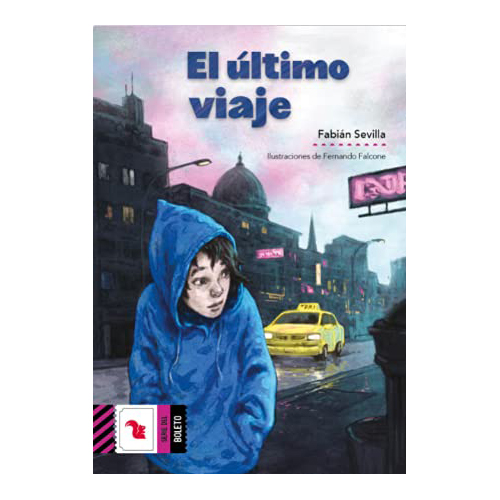 El último
viaje
Fabián Sevilla
Ilustraciones de Fernando Falcone
SERIE DEL
BOLETO